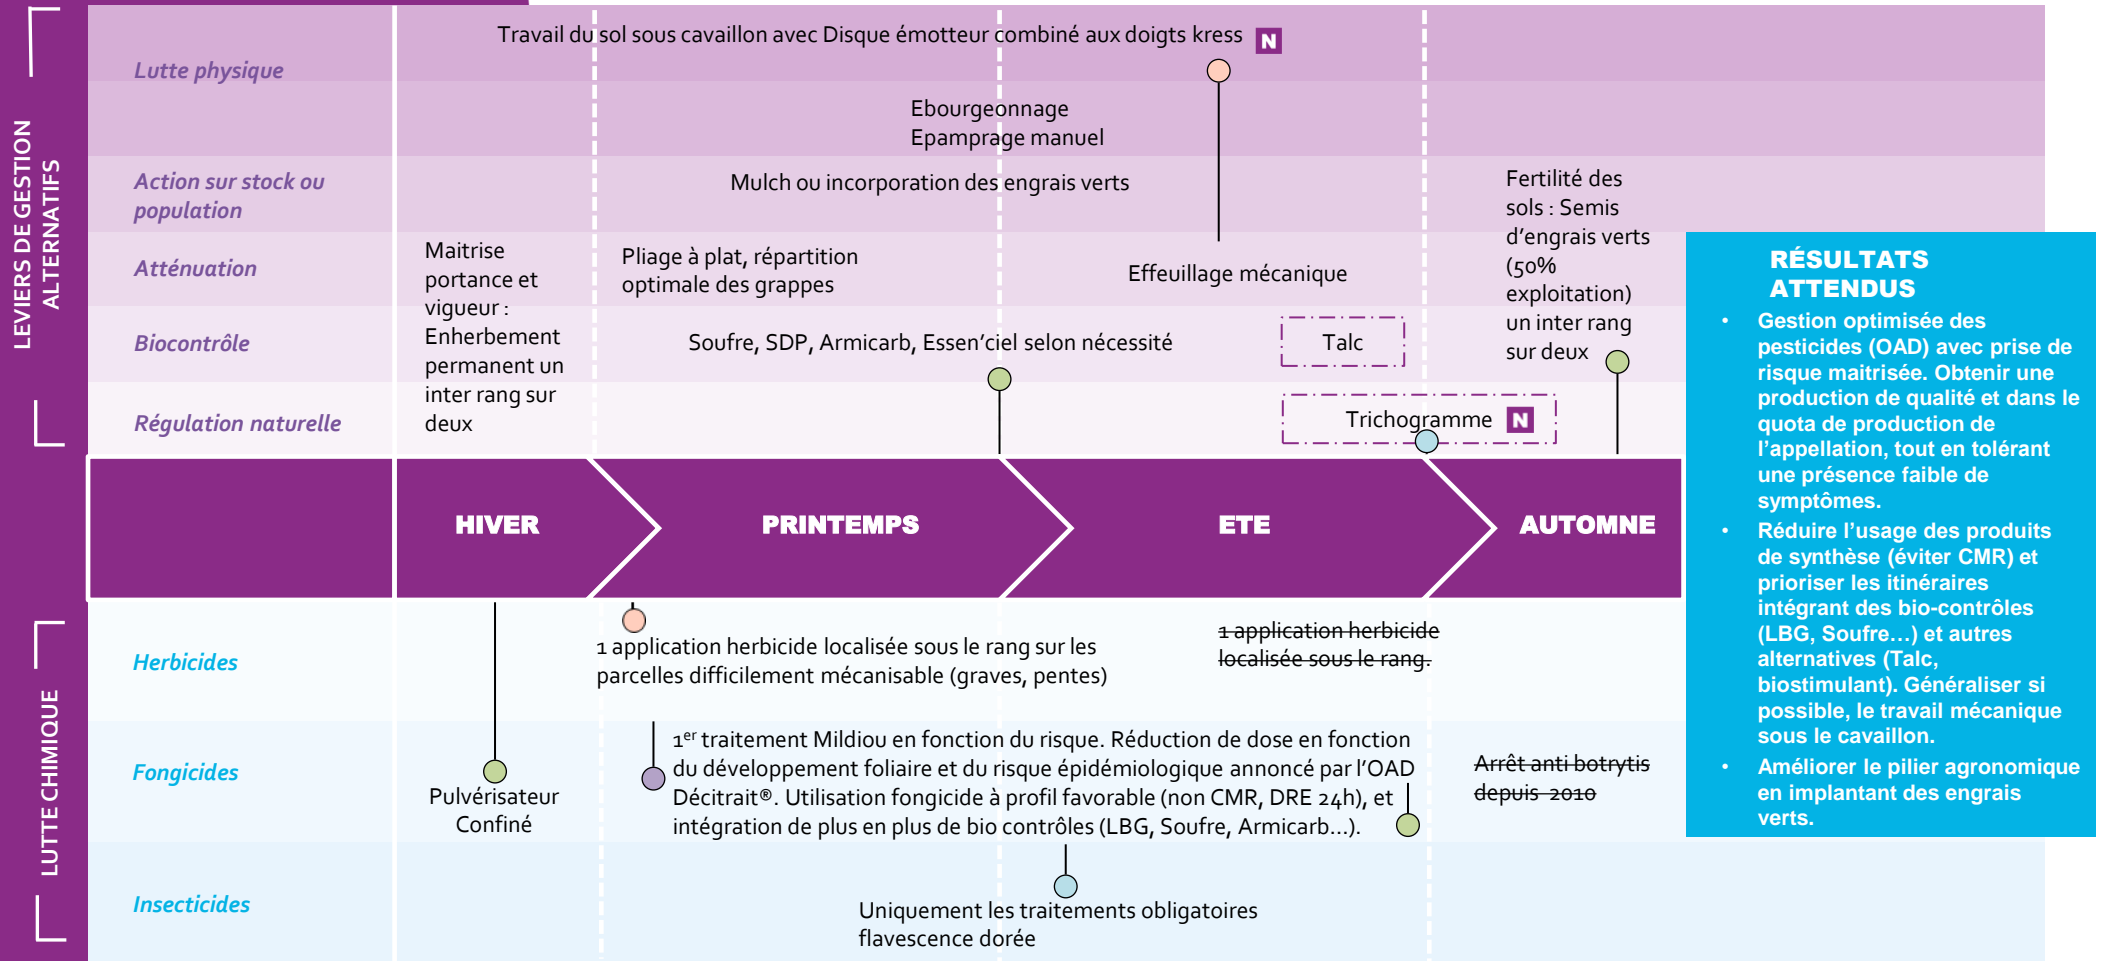 LEVIERS DE GESTION
ALTERNATIFS
Lutte physique
Travail du sol sous cavaillon avec Disque émotteur combiné aux doigts kress N
Ebourgeonnage
Epamprage manuel
Action sur stock ou
population
Mulch ou incorporation des engrais verts
Fertilité des
sols : Semis
d'engrais verts
(50%
exploitation)
un inter rang
sur deux
Atténuation
Maitrise
portance et
vigueur :
Enherbement
permanent un
inter rang sur
deux
Pliage à plat, répartition
optimale des grappes
Effeuillage mécanique
Biocontrôle
Soufre, SDP, Armicarb, Essen'ciel selon nécessité
Talc
Régulation naturelle
Trichogramme N
HIVER
PRINTEMPS
ETE
AUTOMNE
LUTTE CHIMIQUE
Herbicides
1 application herbicide localisée sous le rang sur les
parcelles difficilement mécanisable (graves, pentes)
1 application herbicide
localisée sous le rang.
Fongicides
Pulvérisateur
Confiné
1er traitement Mildiou en fonction du risque. Réduction de dose en fonction
du développement foliaire et du risque épidémiologique annoncé par l'OAD
Décitrait®. Utilisation fongicide à profil favorable (non CMR, DRE 24h), et
intégration de plus en plus de bio contrôles (LBG, Soufre, Armicarb…).
Arrêt anti botrytis
depuis 2010
Insecticides
Uniquement les traitements obligatoires
flavescence dorée
RÉSULTATS
ATTENDUS
• Gestion optimisée des
pesticides (OAD) avec prise de
risque maitrisée. Obtenir une
production de qualité et dans le
quota de production de
l'appellation, tout en tolérant
une présence faible de
symptômes.
• Réduire l'usage des produits
de synthèse (éviter CMR) et
prioriser les itinéraires
intégrant des bio-contrôles
(LBG, Soufre…) et autres
alternatives (Talc,
biostimulant). Généraliser si
possible, le travail mécanique
sous le cavaillon.
• Améliorer le pilier agronomique
en implantant des engrais
verts.